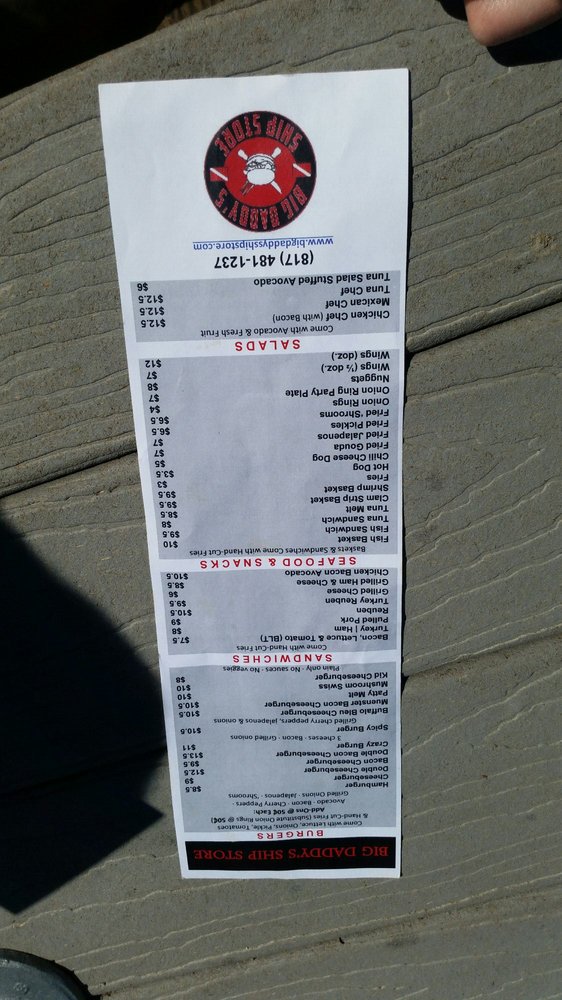 BIG DADDY'S SHIP STORE
BURGERS
Come with Lettuce, Onions, Pickle, Tomatoes
& Hand-Cut Fries (Substitute Onion Rings @ 50¢)
Add-Ons @ 50¢ Each:
Avocado · Bacon · Cherry Peppers ·
Grilled Onions · Jalapenos · 'Shrooms
Hamburger $8.5
Cheeseburger $9
Double Cheeseburger $12.5
Bacon Cheeseburger $9.5
Double Bacon Cheeseburger $13.5
Crazy Burger $11
3 cheeses · Bacon · Grilled onions
Spicy Burger $10.5
Grilled cherry peppers, jalapeños & onions
Buffalo Bleu Cheeseburger $10.5
Muenster Bacon Cheeseburger $10.5
Patty Melt $10
Mushroom Swiss $10
Kid Cheeseburger $8
Plain only · No sauces · No veggies
SANDWICHES
Come with Hand-Cut Fries
Bacon, Lettuce & Tomato (BLT) $7.5
Turkey | Ham $8
Pulled Pork $9
Reuben $10.5
Turkey Reuben $9.5
Grilled Cheese $6
Grilled Ham & Cheese $8.5
Chicken Bacon Avocado $10.5
SEAFOOD & SNACKS
Baskets & Sandwiches Come with Hand-Cut Fries
Fish Basket $10
Fish Sandwich $9.5
Tuna Sandwich $8
Tuna Melt $8.5
Clam Strip Basket $9.5
Shrimp Basket $9.5
Fries $3
Hot Dog $3.5
Chili Cheese Dog $5
Fried Gouda $7
Fried Jalapenos $7
Fried Pickles $6.5
Fried 'Shrooms $6.5
Onion Rings $4
Onion Ring Party Plate $7
Nuggets $8
Wings (½ doz.) $7
Wings (doz.) $12
SALADS
Come with Avocado & Fresh Fruit
Chicken Chef (with Bacon) $12.5
Mexican Chef $12.5
Tuna Chef $12.5
Tuna Salad Stuffed Avocado $6
(817) 481-1237
www.bigdaddysshipstore.com
BIG DADDY'S
SHIP STORE